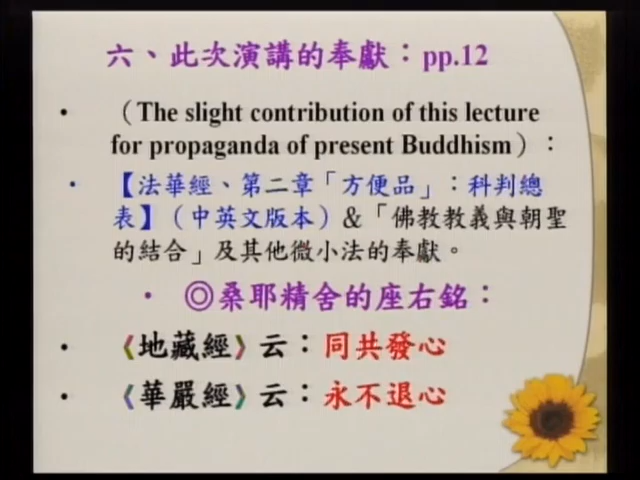 六、此次演講的奉獻：pp.12
• （The slight contribution of this lecture
for propaganda of present Buddhism）：
• 【法華經、第二章「方便品」：科判總
表】（中英文版本）&「佛教教義與朝聖
的結合」及其他微小法的奉獻。
• ◎桑耶精舍的座右銘：
• 《地藏經》云：同共發心
• 《華嚴經》云：永不退心